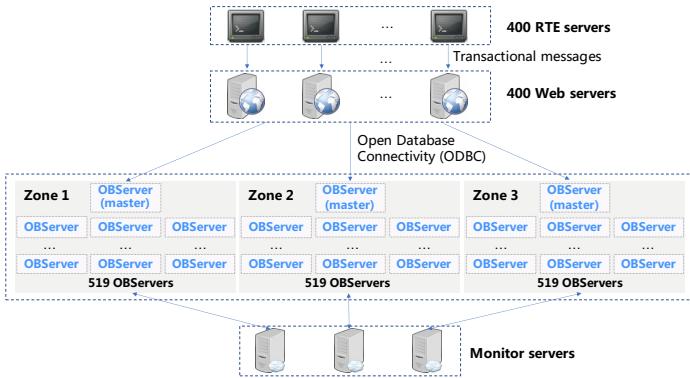 ...
400 RTE servers
...
Transactional messages
...
400 Web servers
Open Database
Connectivity (ODBC)
Zone 1
OBServer
(master)
OBServer OBServer OBServer
... ... ...
OBServer OBServer OBServer
519 OBServers
Zone 2
OBServer
(master)
OBServer OBServer OBServer
... ... ...
OBServer OBServer OBServer
519 OBServers
Zone 3
OBServer
(master)
OBServer OBServer OBServer
... ... ...
OBServer OBServer OBServer
519 OBServers
Monitor servers